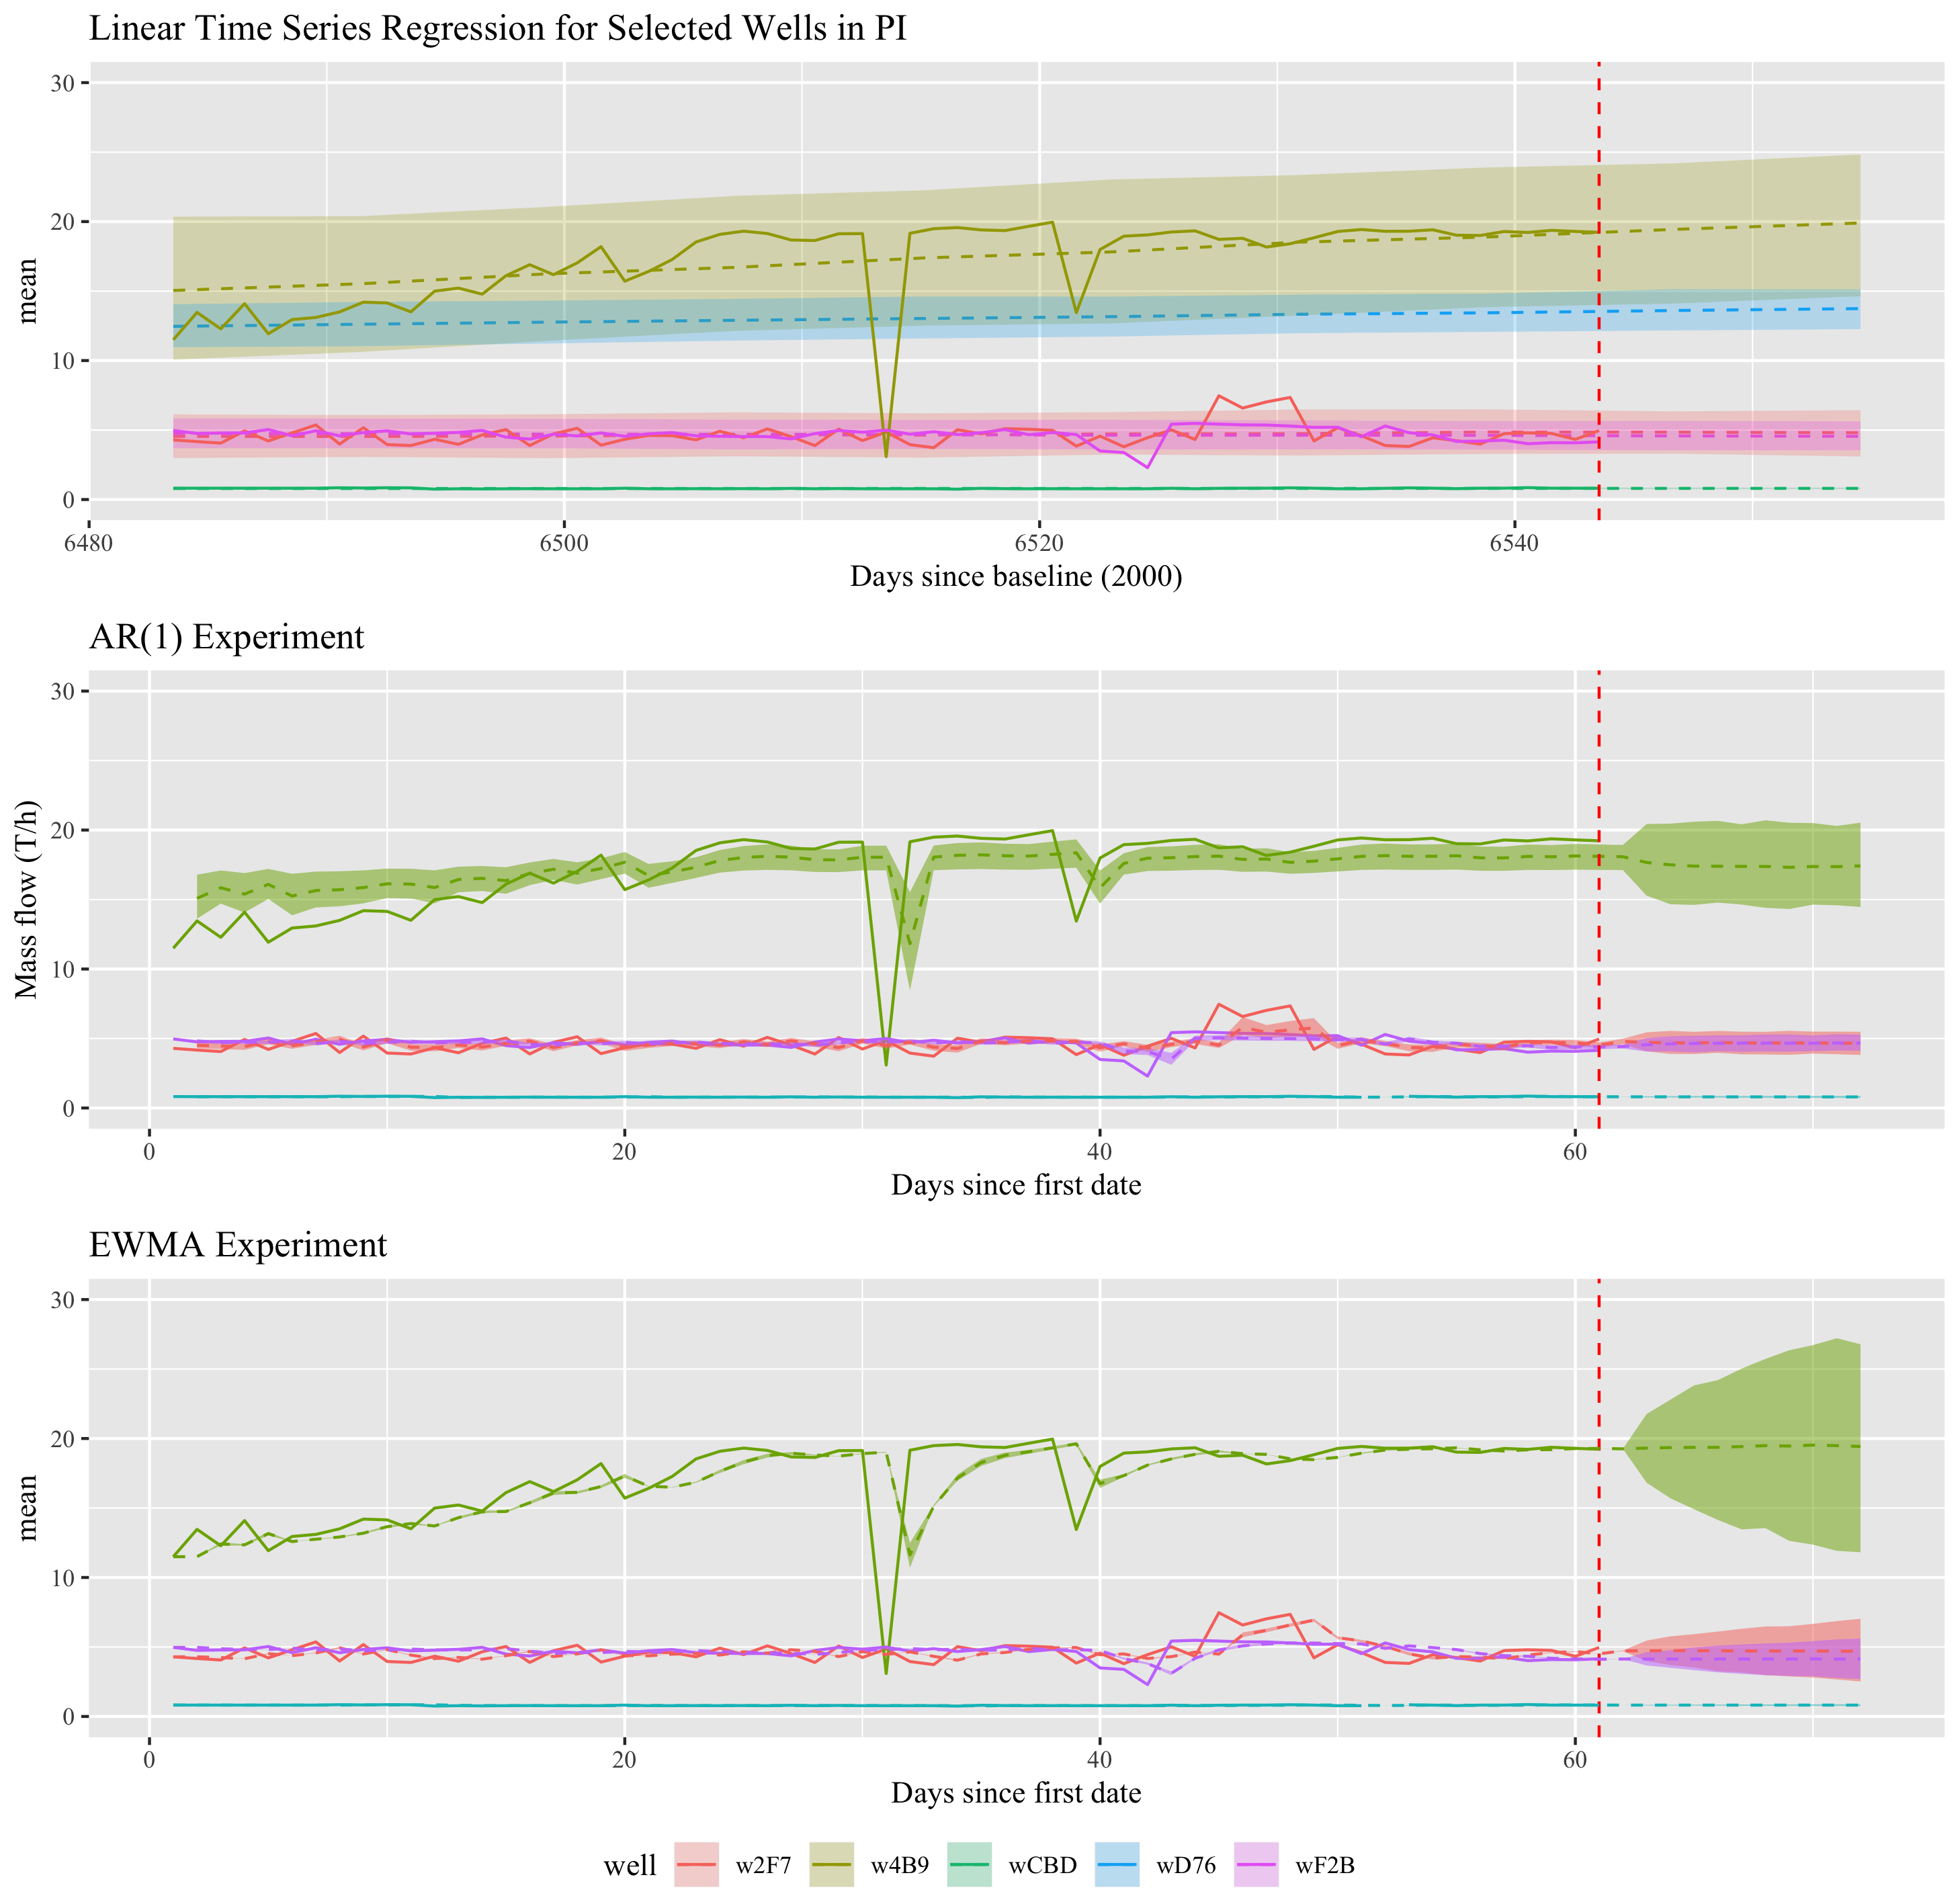 Linear Time Series Regression for Selected Wells in PI
30
20
10
0
mean
6480 6500 6520 6540
Days since baseline (2000)
AR(1) Experiment
30
20
10
0
Mass flow (T/h)
0 20 40 60
Days since first date
EWMA Experiment
30
20
10
0
mean
0 20 40 60
Days since first date
well w2F7 w4B9 wCBD wD76 wF2B